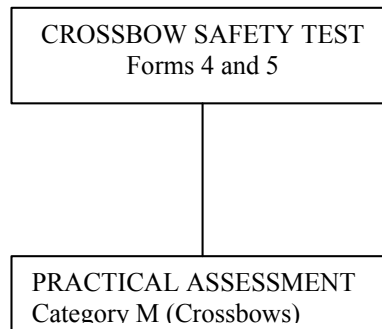 CROSSBOW SAFETY TEST
Forms 4 and 5
PRACTICAL ASSESSMENT
Category M (Crossbows)